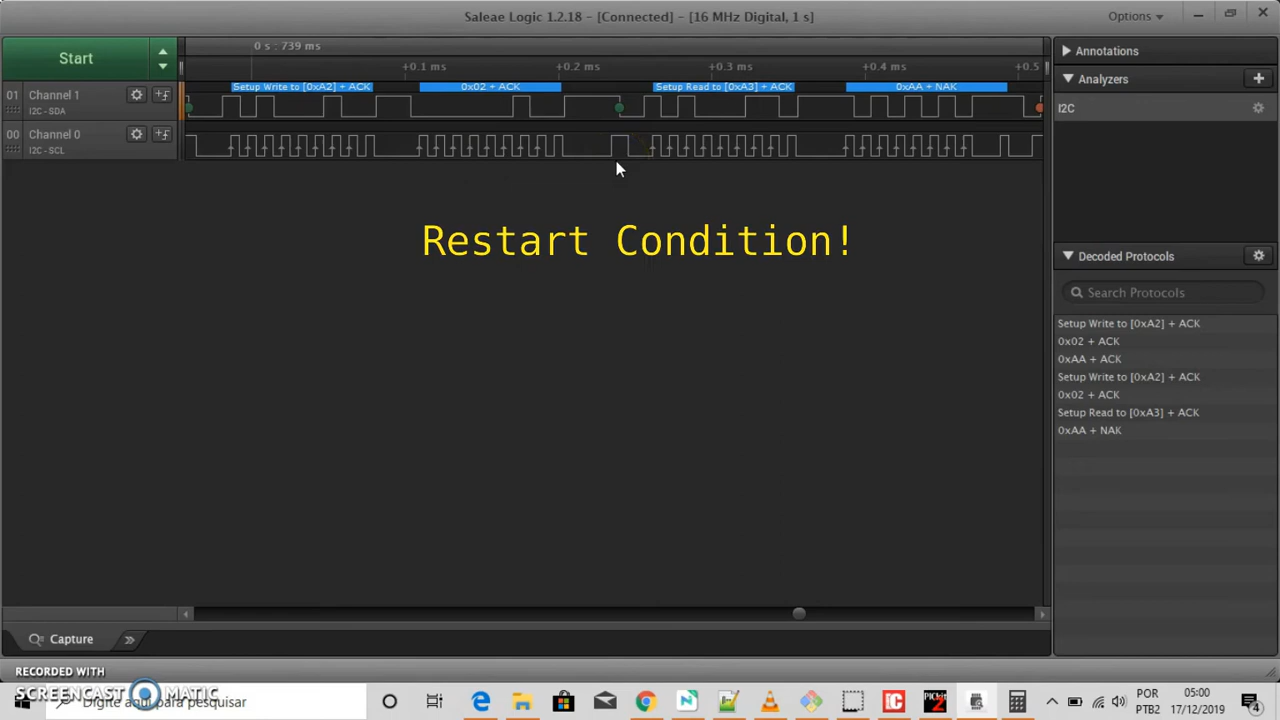 Saleae Logic 1.2.18 - [Connected] - [16 MHz Digital, 1 s]
Options
Start
0 s : 739 ms
+0.1 ms
+0.2 ms
+0.3 ms
+0.4 ms
+0.5
01
Channel 1
I2C - SDA
Setup Write to [0xA2] + ACK
0x02 + ACK
Setup Read to [0xA3] + ACK
0xAA + NAK
00
Channel 0
I2C - SCL
Restart Condition!
Annotations
Analyzers
I2C
Decoded Protocols
Search Protocols
Setup Write to [0xA2] + ACK
0x02 + ACK
0xAA + ACK
Setup Write to [0xA2] + ACK
0x02 + ACK
Setup Read to [0xA3] + ACK
0xAA + NAK
Capture
RECORDED WITH
SCREENCAST MATIC
Digite aqui para pesquisar
PICkit 2
POR
PTB2
05:00
17/12/2019
4